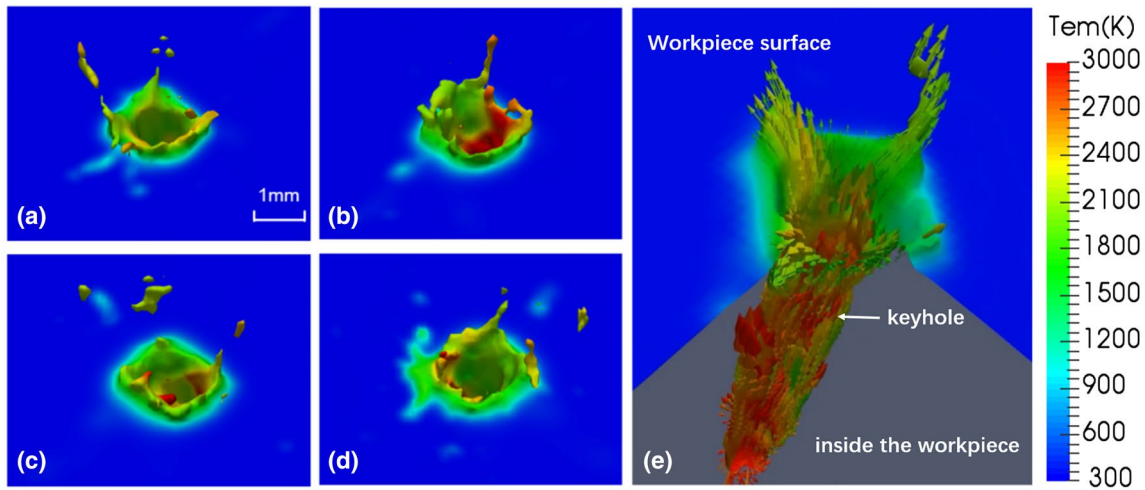 (a)
1mm
(b)
(c)
(d)
Workpiece surface
keyhole
inside the workpiece
(e)
Tem(K)
3000
2700
2400
2100
1800
1500
1200
900
600
300